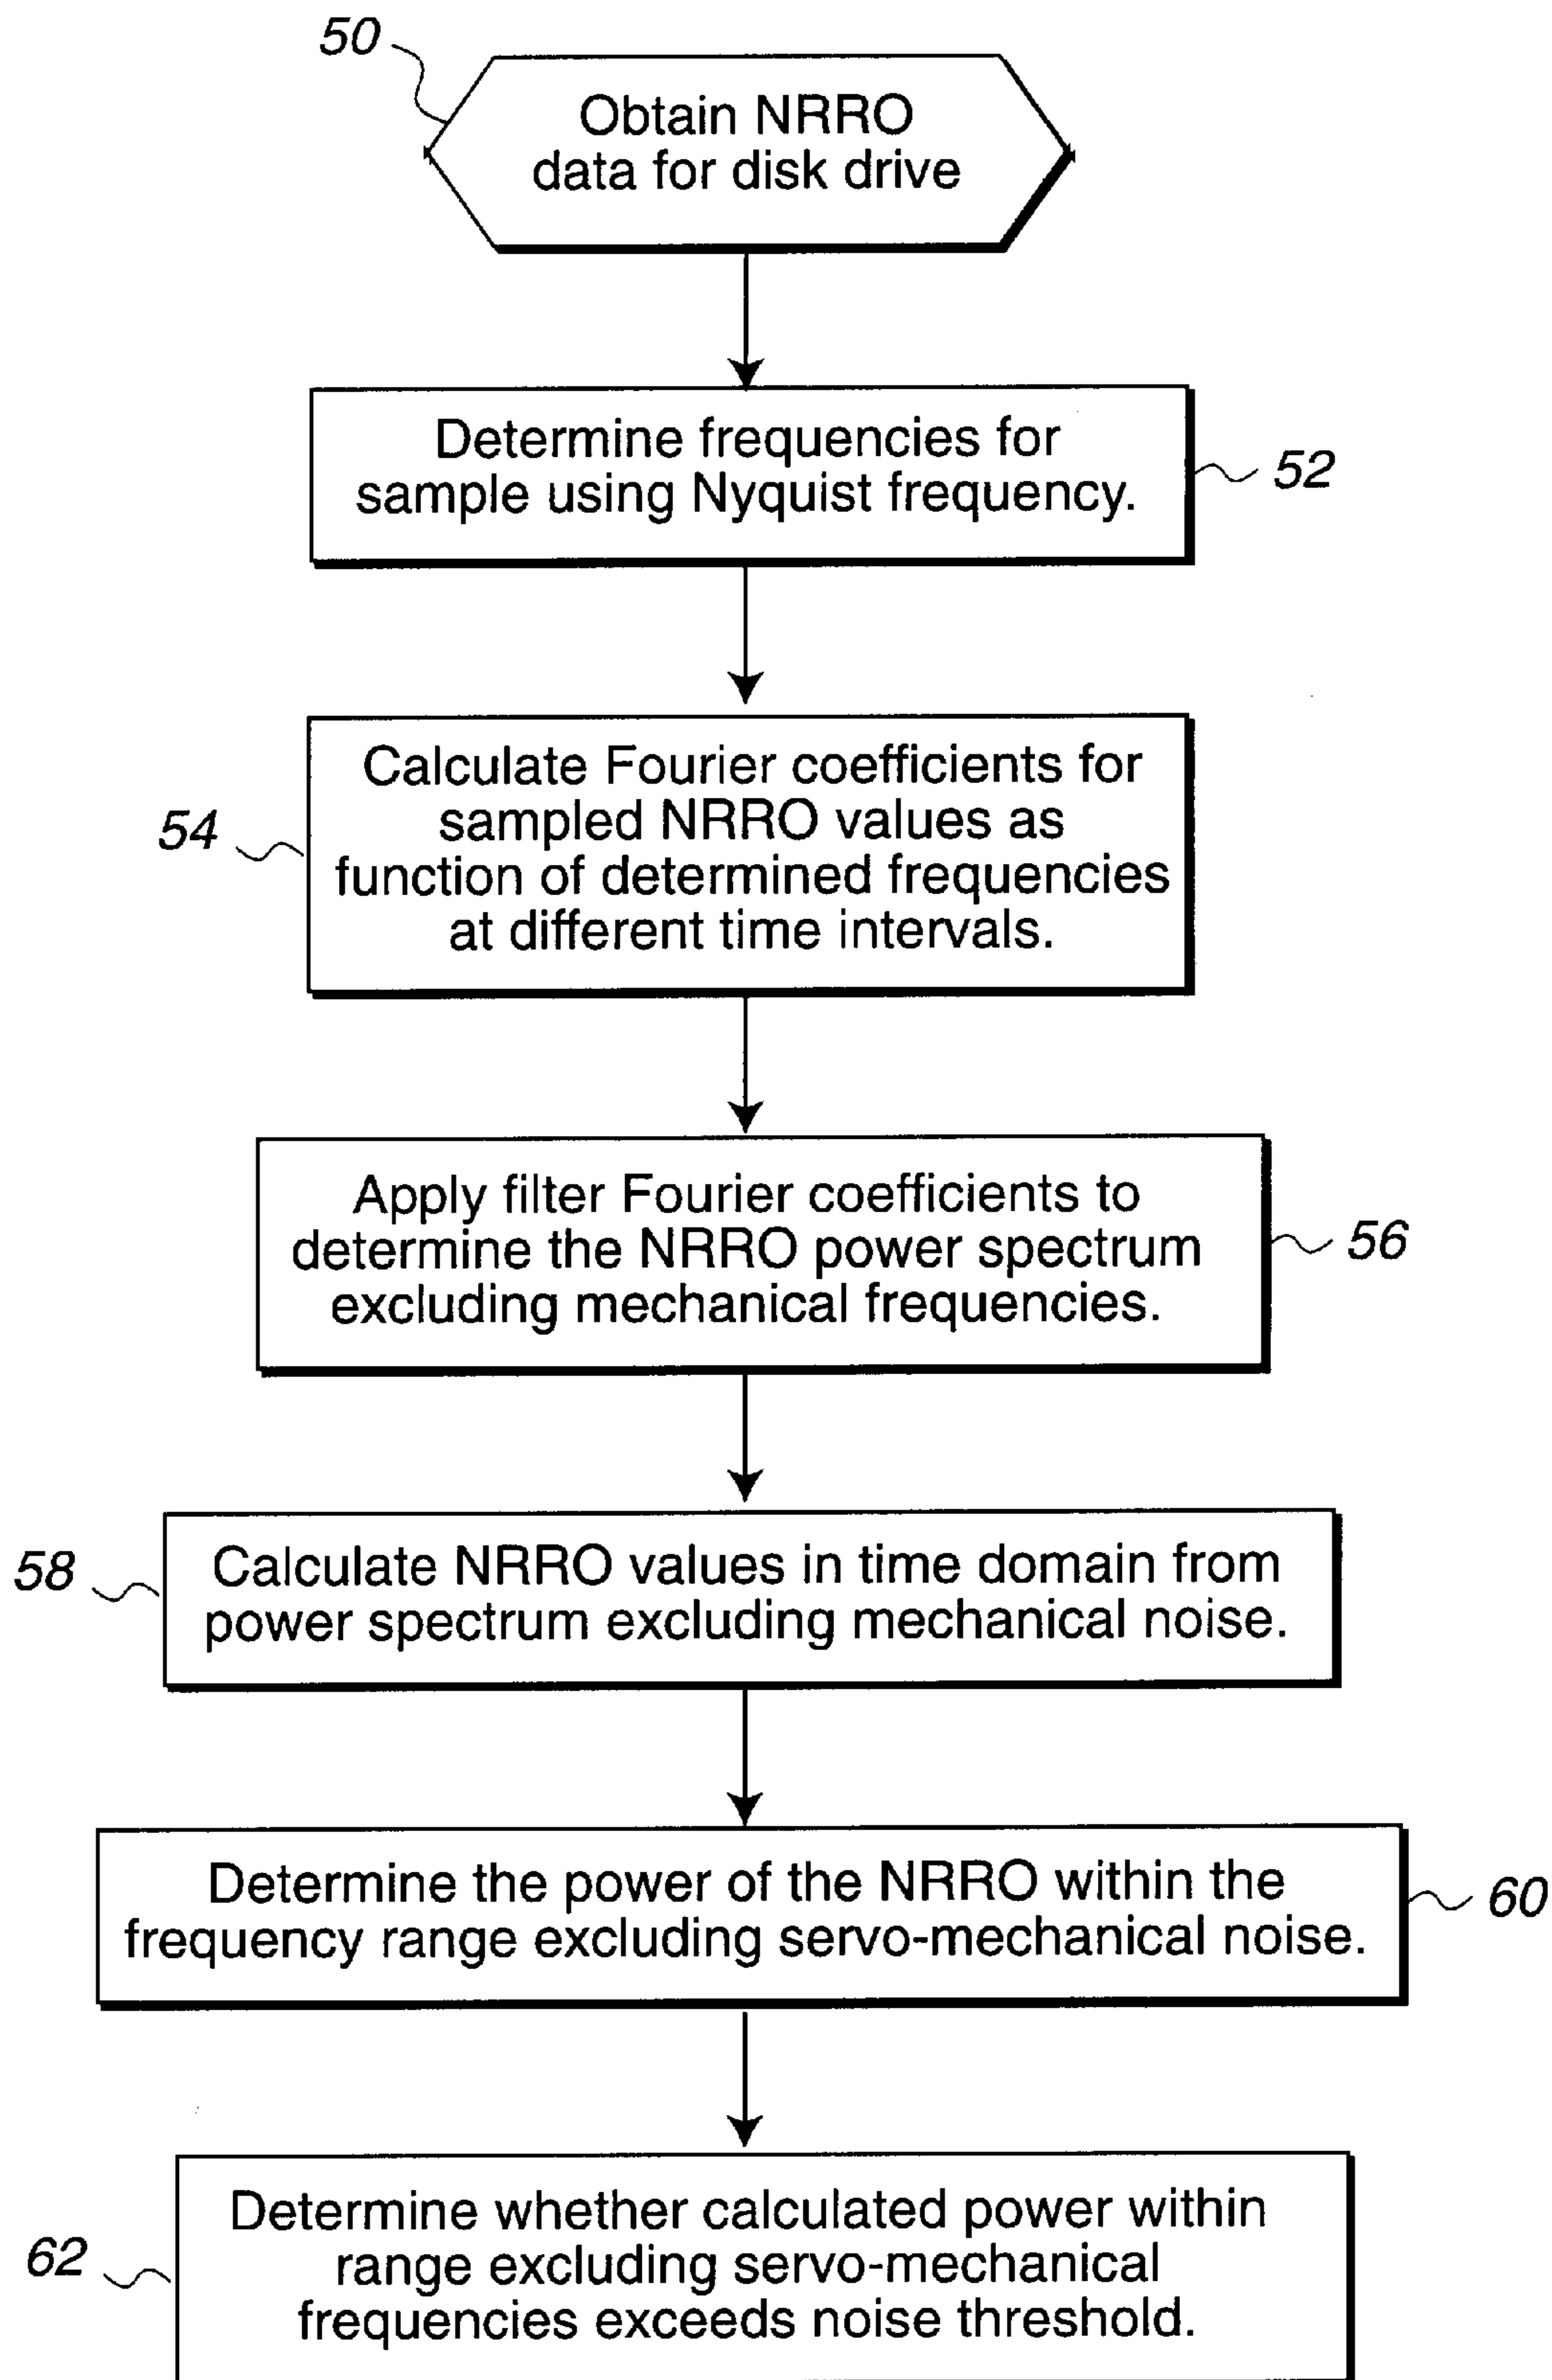 50
Obtain NRRO
data for disk drive
Determine frequencies for
sample using Nyquist frequency.
52
Calculate Fourier coefficients for
sampled NRRO values as
function of determined frequencies
at different time intervals.
54
Apply filter Fourier coefficients to
determine the NRRO power spectrum
excluding mechanical frequencies.
56
Calculate NRRO values in time domain from
power spectrum excluding mechanical noise.
58
Determine the power of the NRRO within the
frequency range excluding servo-mechanical noise.
60
Determine whether calculated power within
range excluding servo-mechanical
frequencies exceeds noise threshold.
62